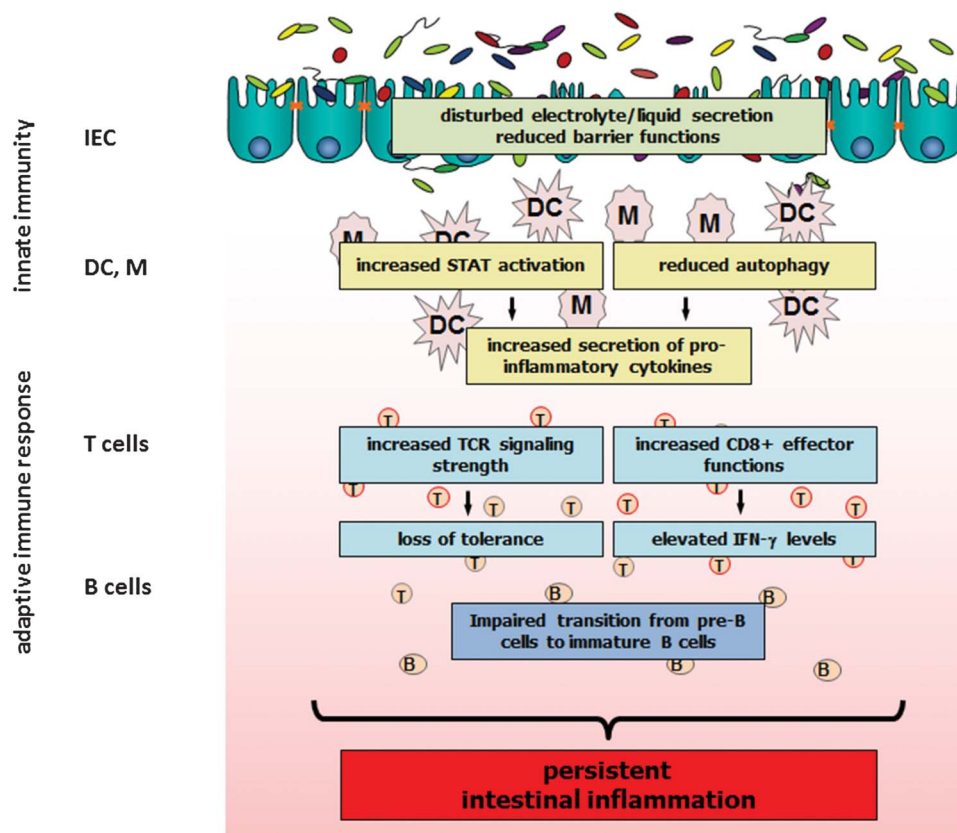 innate immunity
adaptive immune response
IEC
DC, M
T cells
B cells
disturbed electrolyte/liquid secretion
reduced barrier functions
DC
M
M
DC
DC
M
increased STAT activation
reduced autophagy
DC
M
DC
increased secretion of pro-
inflammatory cytokines
T
T
T
increased TCR signaling
strength
increased CD8+ effector
functions
T
T
T
T
T
T
T
T
loss of tolerance
elevated IFN-γ levels
T
T
T
T
T
B
B
Impaired transition from pre-B
cells to immature B cells
B
B
B
persistent
intestinal inflammation